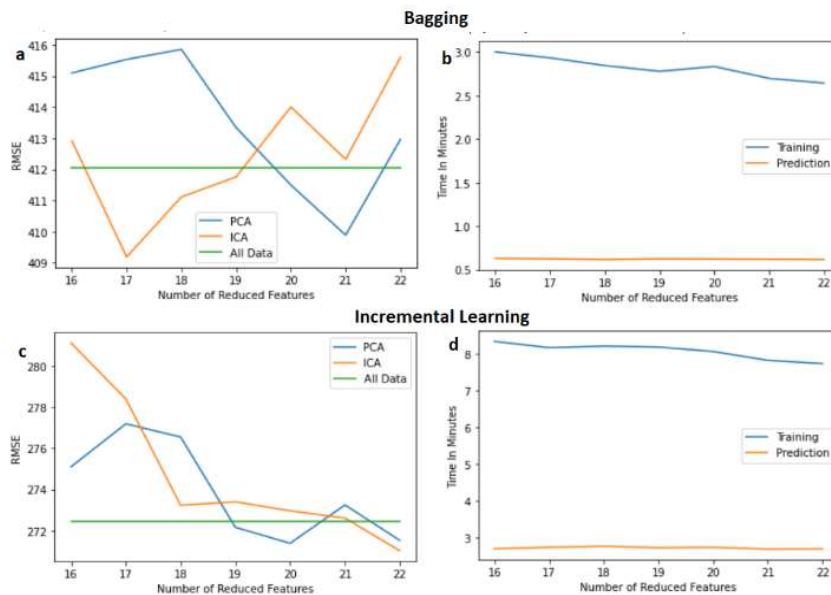 Bagging
a
416
415
414
413
412
411
410
409
RMSE
PCA
ICA
All Data
16 17 18 19 20 21 22
Number of Reduced Features
b
3.0
2.5
2.0
1.5
1.0
0.5
Time In Minutes
Training
Prediction
16 17 18 19 20 21 22
Number of Reduced Features
Incremental Learning
c
280
278
276
274
272
RMSE
PCA
ICA
All Data
16 17 18 19 20 21 22
Number of Reduced Features
d
8
7
6
5
4
3
Time In Minutes
Training
Prediction
16 17 18 19 20 21 22
Number of Reduced Features